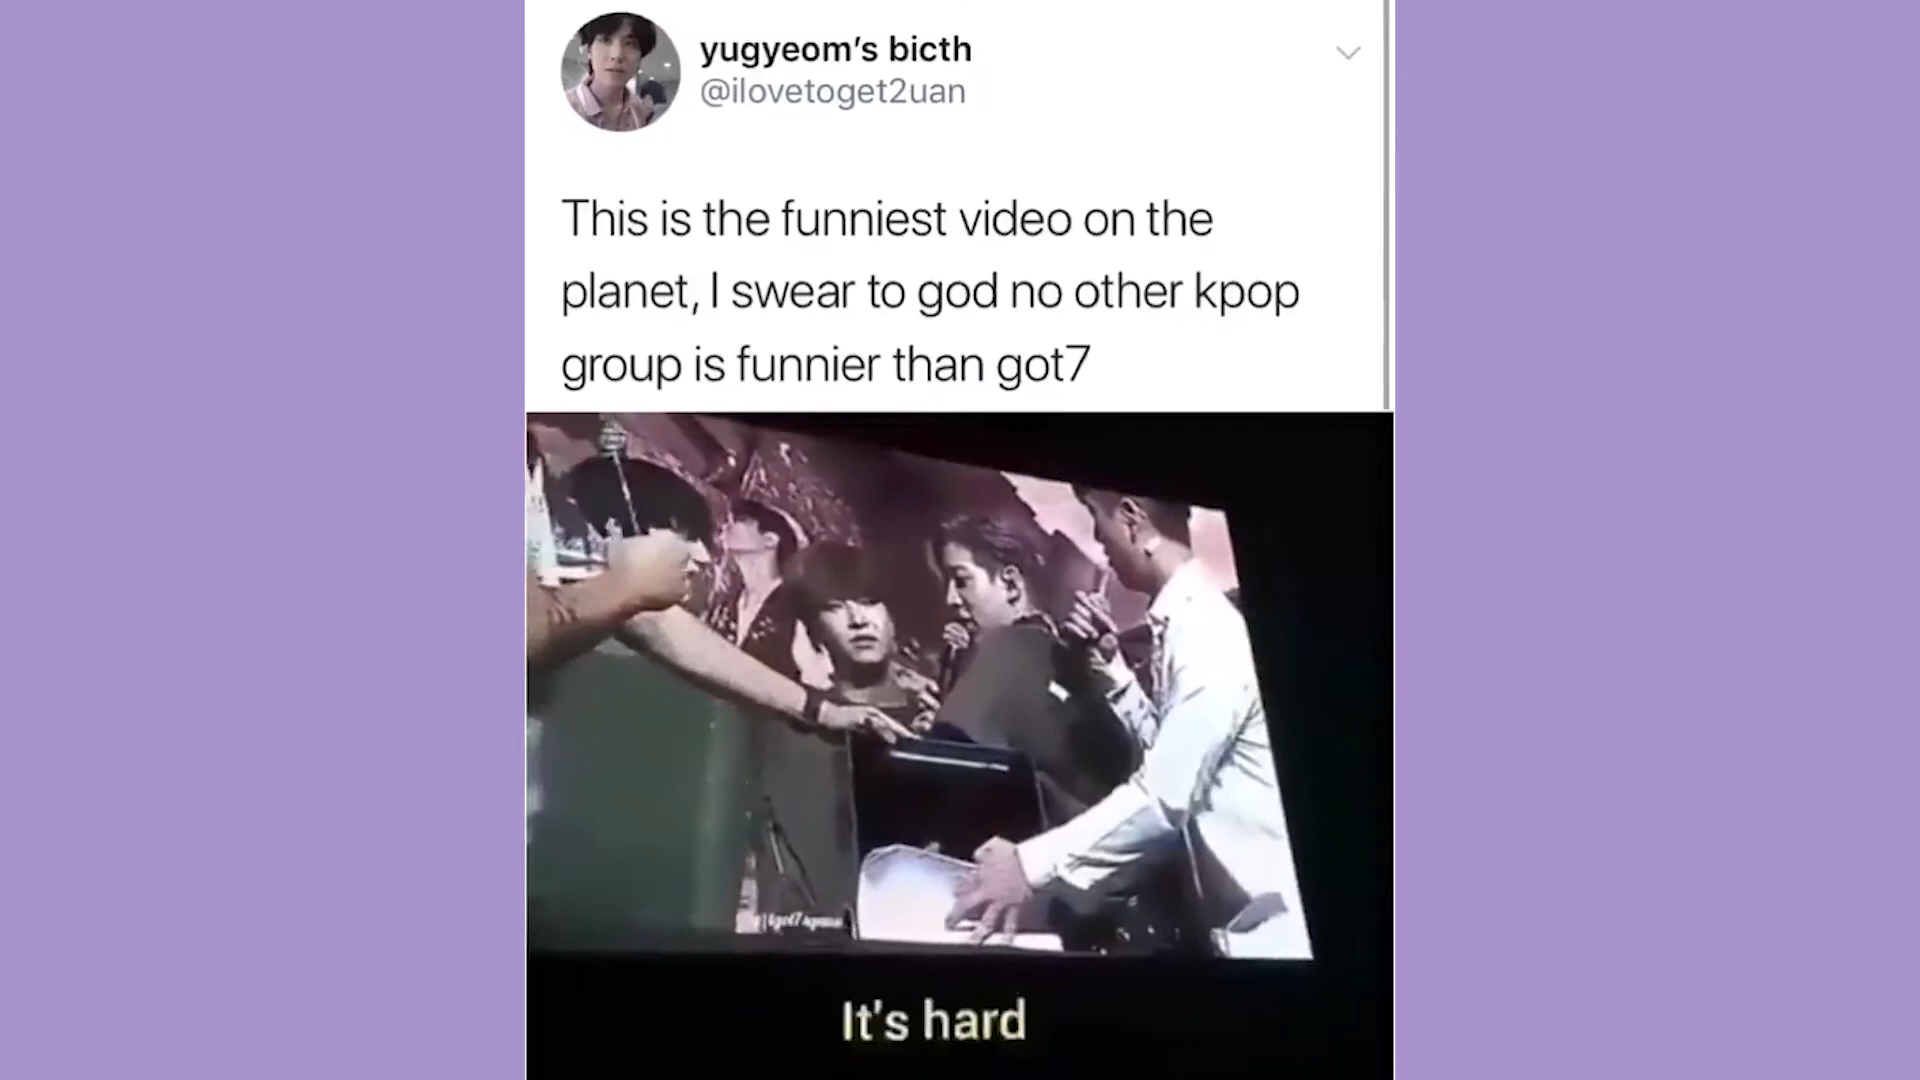 yugyeom’s bicth
@ilovetoget2uan
This is the funniest video on the
planet, I swear to god no other kpop
group is funnier than got7
It's hard